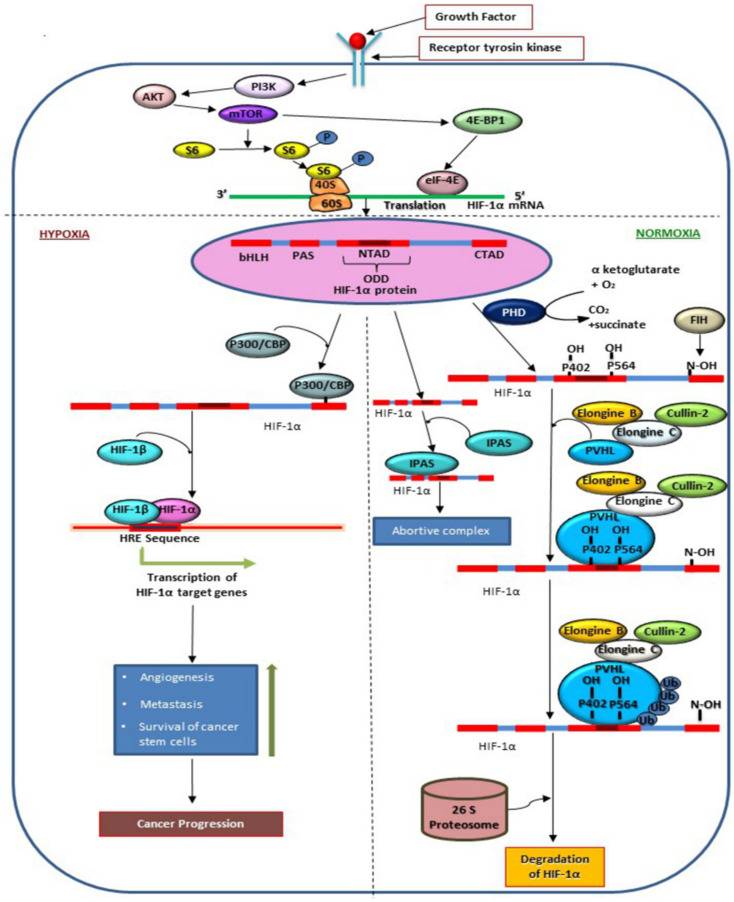 Growth Factor
Receptor tyrosin kinase
PI3K
AKT
mTOR
4E-BP1
S6
S6
P
S6
P
40S
60S
eIF-4E
3'
5'
Translation
HIF-1α mRNA
HYPOXIA
NORMOXIA
bHLH
PAS
NTAD
CTAD
ODD
HIF-1α protein
α ketoglutarate
+ O₂
PHD
CO₂
+succinate
FIH
P300/CBP
P300/CBP
HIF-1α
HIF-1β
HIF-1β
HIF-1α
HRE Sequence
Transcription of
HIF-1α target genes
• Angiogenesis
• Metastasis
• Survival of cancer
stem cells
Cancer Progression
HIF-1α
IPAS
IPAS
HIF-1α
Abortive complex
OH
OH
P402
P564
N-OH
HIF-1α
Elongine B
Cullin-2
Elongine C
PVHL
Elongine B
Cullin-2
Elongine C
PVHL
OH
OH
P402
P564
N-OH
HIF-1α
Elongine B
Cullin-2
Elongine C
PVHL
OH
OH
P402
P564
Ub
Ub
Ub
Ub
N-OH
HIF-1α
26 S
Proteosome
Degradation
of HIF-1α